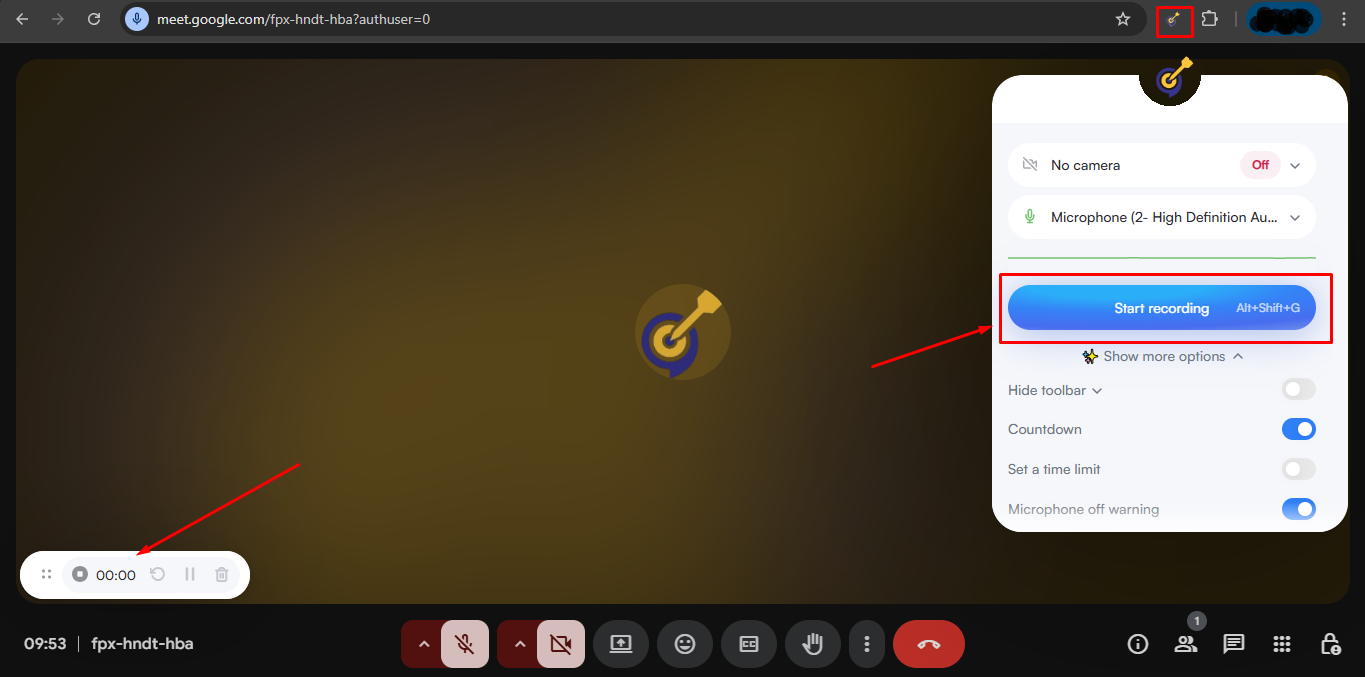 meet.google.com/fpx-hndt-hba?authuser=0
No camera
Off
Microphone (2- High Definition Au...
Start recording
Alt+Shift+G
Show more options
Hide toolbar
Countdown
Set a time limit
Microphone off warning
00:00
09:53
fpx-hndt-hba
CC
1